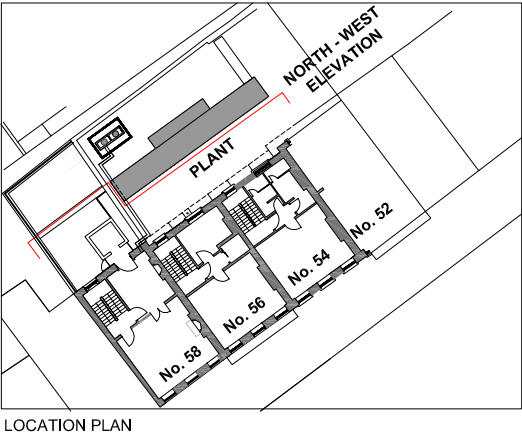 NORTH - WEST
ELEVATION
PLANT
No. 52
No. 54
No. 56
No. 58
LOCATION PLAN